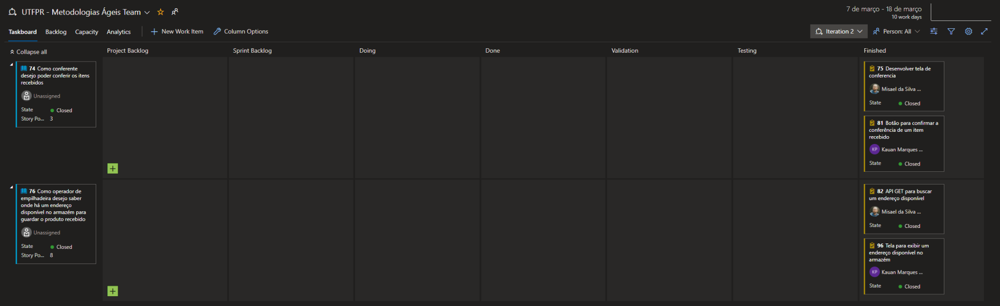 UTFPR - Metodologias Ágeis Team
7 de março - 18 de março
10 work days
Taskboard
Backlog
Capacity
Analytics
New Work Item
Column Options
Iteration 2
Person: All
Collapse all
Project Backlog
Sprint Backlog
Doing
Done
Validation
Testing
Finished
74 Como conferente
desejo poder conferir os itens
recebidos
Unassigned
State Closed
Story Po... 3
75 Desenvolver tela de
conferencia
Misael da Silva ...
State Closed
81 Botão para confirmar a
conferência de um item
recebido
KP Kauan Marques ...
State Closed
76 Como operador de
empilhadeira desejo saber
onde há um endereço
disponível no armazém para
guardar o produto recebido
Unassigned
State Closed
Story Po... 8
82 API GET para buscar
um endereço disponível
Misael da Silva ...
State Closed
96 Tela para exibir um
endereço disponível no
armazém
KP Kauan Marques ...
State Closed